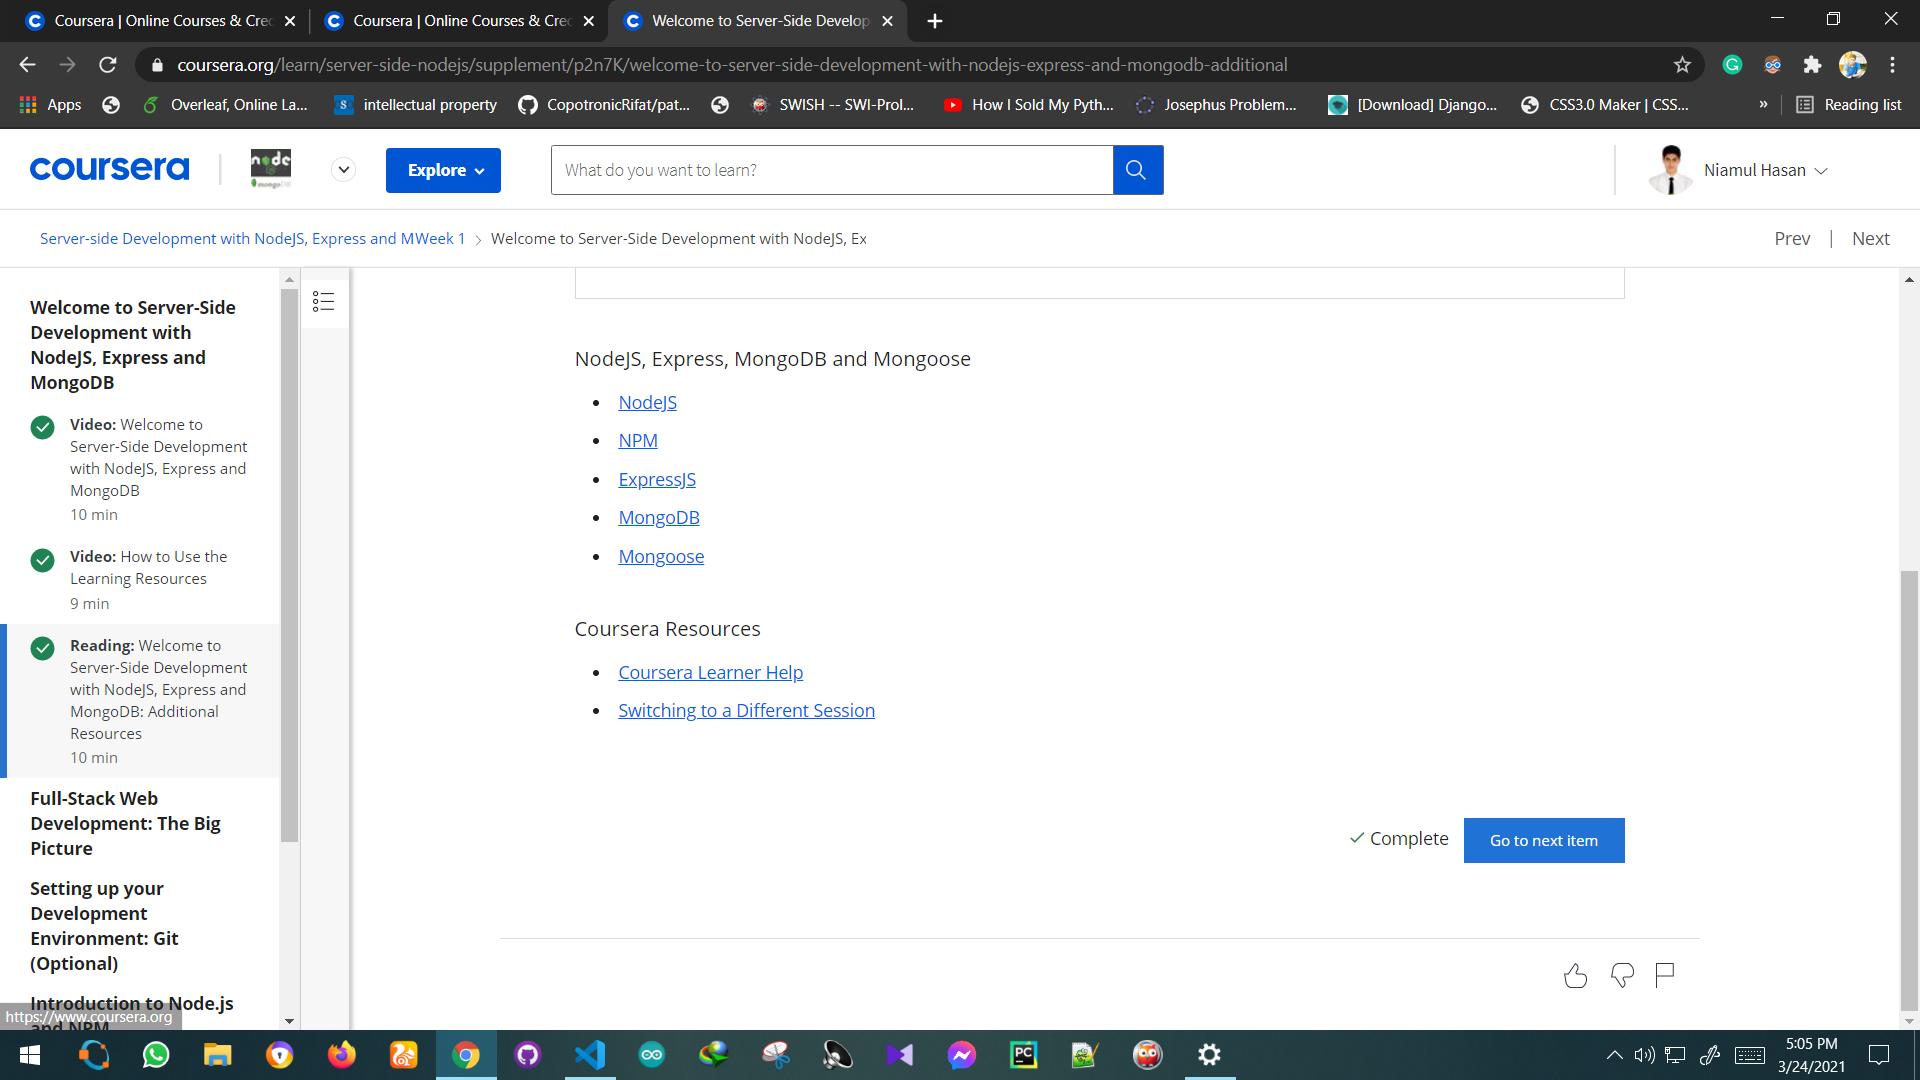 Coursera | Online Courses & Cre
Coursera | Online Courses & Cre
Welcome to Server-Side Develop
coursera.org/learn/server-side-nodejs/supplement/p2n7K/welcome-to-server-side-development-with-nodejs-express-and-mongodb-additional
Apps
Overleaf, Online La...
intellectual property
CopotronicRifat/pat...
SWISH -- SWI-Prol...
How I Sold My Pyth...
Josephus Problem...
[Download] Django...
CSS3.0 Maker | CSS...
»
Reading list
coursera
node
mongoDB
Explore
What do you want to learn?
Niamul Hasan
Server-side Development with NodeJS, Express and MWeek 1 > Welcome to Server-Side Development with NodeJS, Ex
Prev | Next
Welcome to Server-Side
Development with
NodeJS, Express and
MongoDB
Video: Welcome to
Server-Side Development
with NodeJS, Express and
MongoDB
10 min
Video: How to Use the
Learning Resources
9 min
Reading: Welcome to
Server-Side Development
with NodeJS, Express and
MongoDB: Additional
Resources
10 min
Full-Stack Web
Development: The Big
Picture
Setting up your
Development
Environment: Git
(Optional)
Introduction to Node.js
and NPM
https://www.coursera.org
NodeJS, Express, MongoDB and Mongoose
• NodeJS
• NPM
• ExpressJS
• MongoDB
• Mongoose
Coursera Resources
• Coursera Learner Help
• Switching to a Different Session
Complete
Go to next item
PC
5:05 PM
3/24/2021